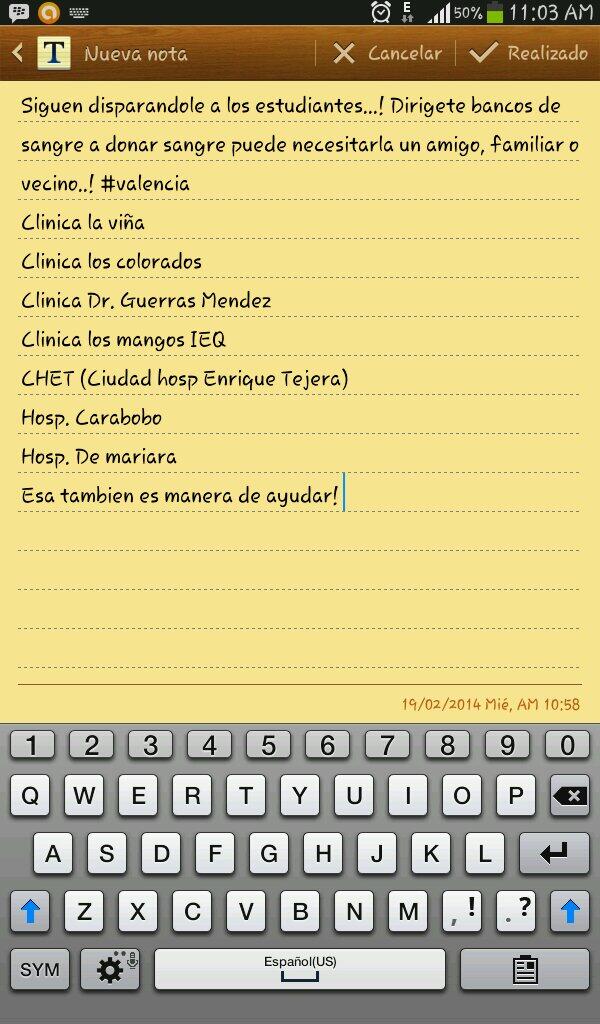 E 50% 11:03 AM
T Nueva nota Cancelar Realizado
Siguen disparandole a los estudiantes...! Dirigete bancos de
sangre a donar sangre puede necesitarla un amigo, familiar o
vecino..! #valencia
Clinica la viña
Clinica los colorados
Clinica Dr. Guerras Mendez
Clinica los mangos IEQ
CHET (Ciudad hosp Enrique Tejera)
Hosp. Carabobo
Hosp. De mariara
Esa tambien es manera de ayudar!
19/02/2014 Mié, AM 10:58
1 2 3 4 5 6 7 8 9 0
Q W E R T Y U I O P
A S D F G H J K L
Z X C V B N M , ! . ?
SYM Español(US)